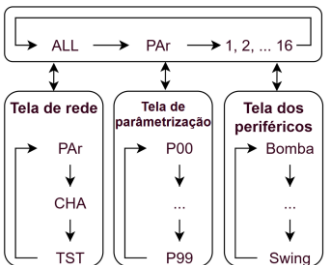 ALL PAr 1, 2, ... 16
Tela de rede
PAr
CHA
TST
Tela de
parâmetrização
P00
...
P99
Tela dos
periféricos
Bomba
...
Swing